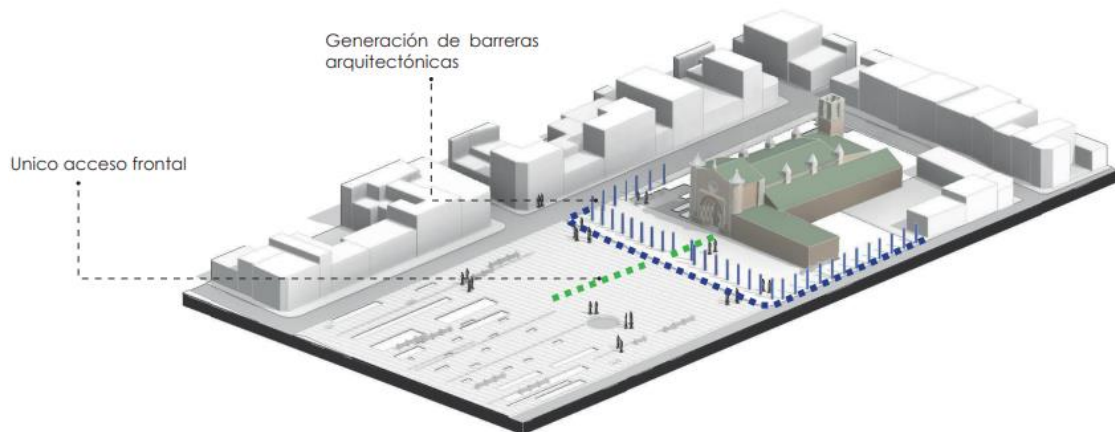 Generación de barreras
arquitectónicas
Unico acceso frontal